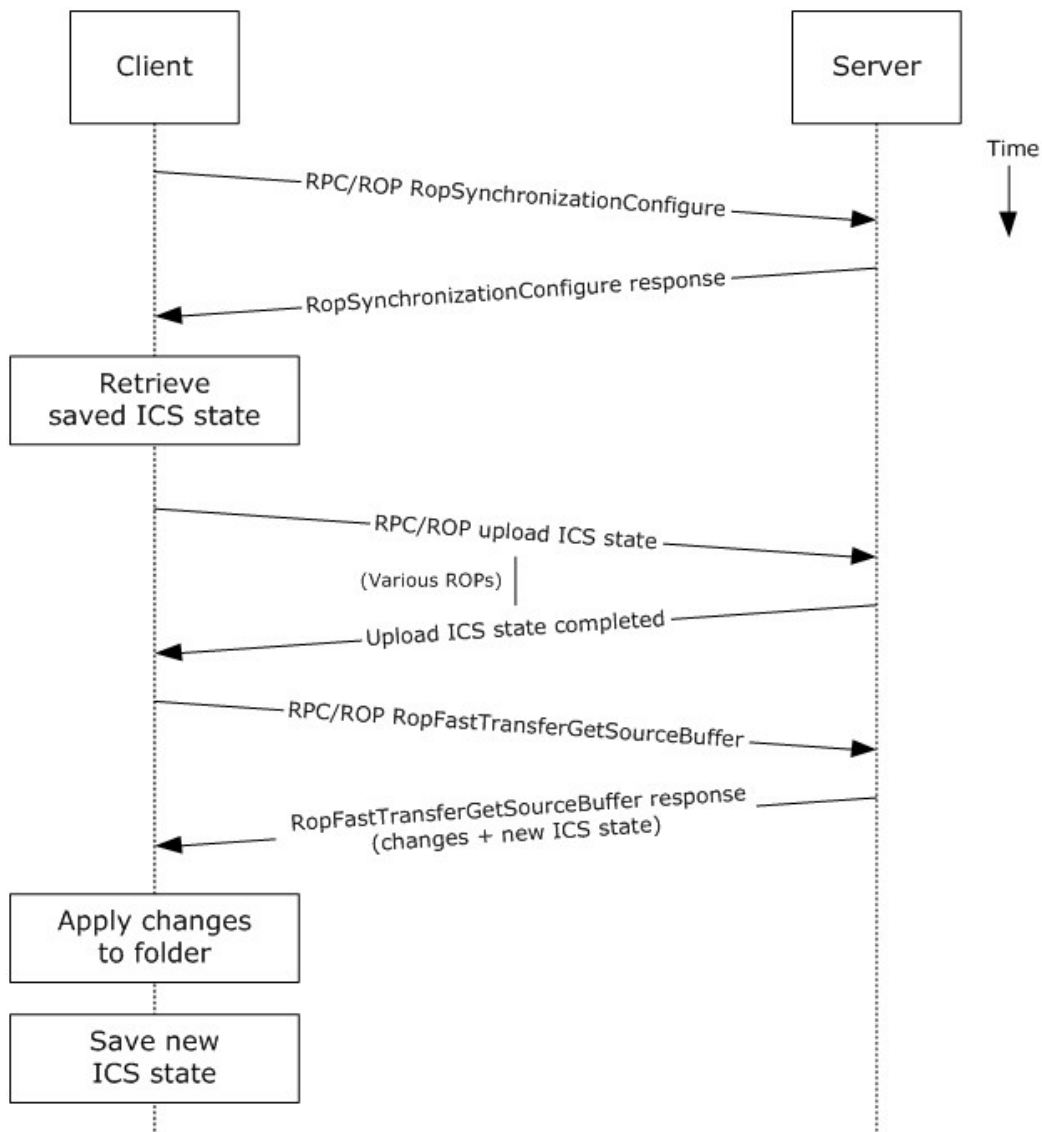 Client
Server
Time
RPC/ROP RopSynchronizationConfigure
RopSynchronizationConfigure response
Retrieve
saved ICS state
RPC/ROP upload ICS state
(Various ROPs)
Upload ICS state completed
RPC/ROP RopFastTransferGetSourceBuffer
RopFastTransferGetSourceBuffer response
(changes + new ICS state)
Apply changes
to folder
Save new
ICS state